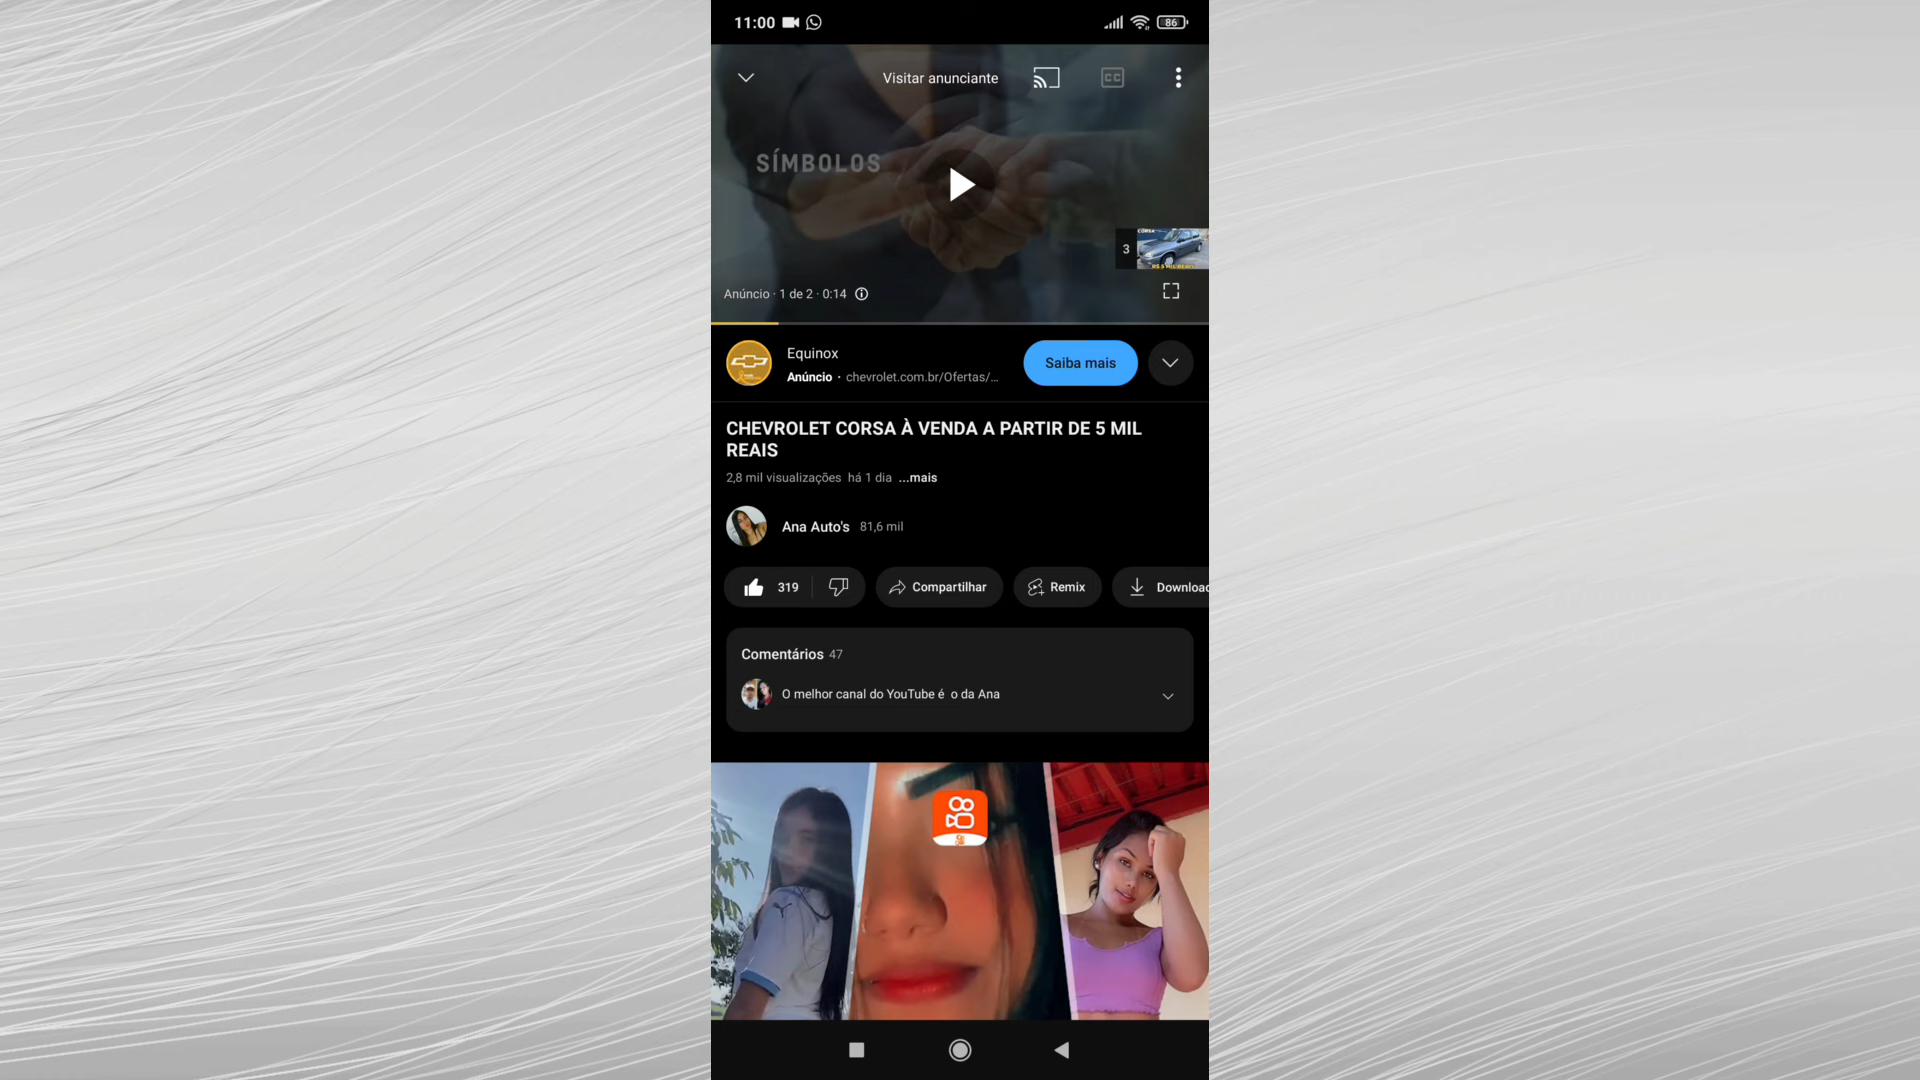 11:00
86
Visitar anunciante
CC
SÍMBOLOS
3
CORSA
Anúncio · 1 de 2 · 0:14
Equinox
Anúncio · chevrolet.com.br/Ofertas/...
Saiba mais
CHEVROLET CORSA À VENDA A PARTIR DE 5 MIL
REAIS
2,8 mil visualizações há 1 dia ...mais
Ana Auto's 81,6 mil
319
Compartilhar
Remix
Downloac
Comentários 47
O melhor canal do YouTube é o da Ana